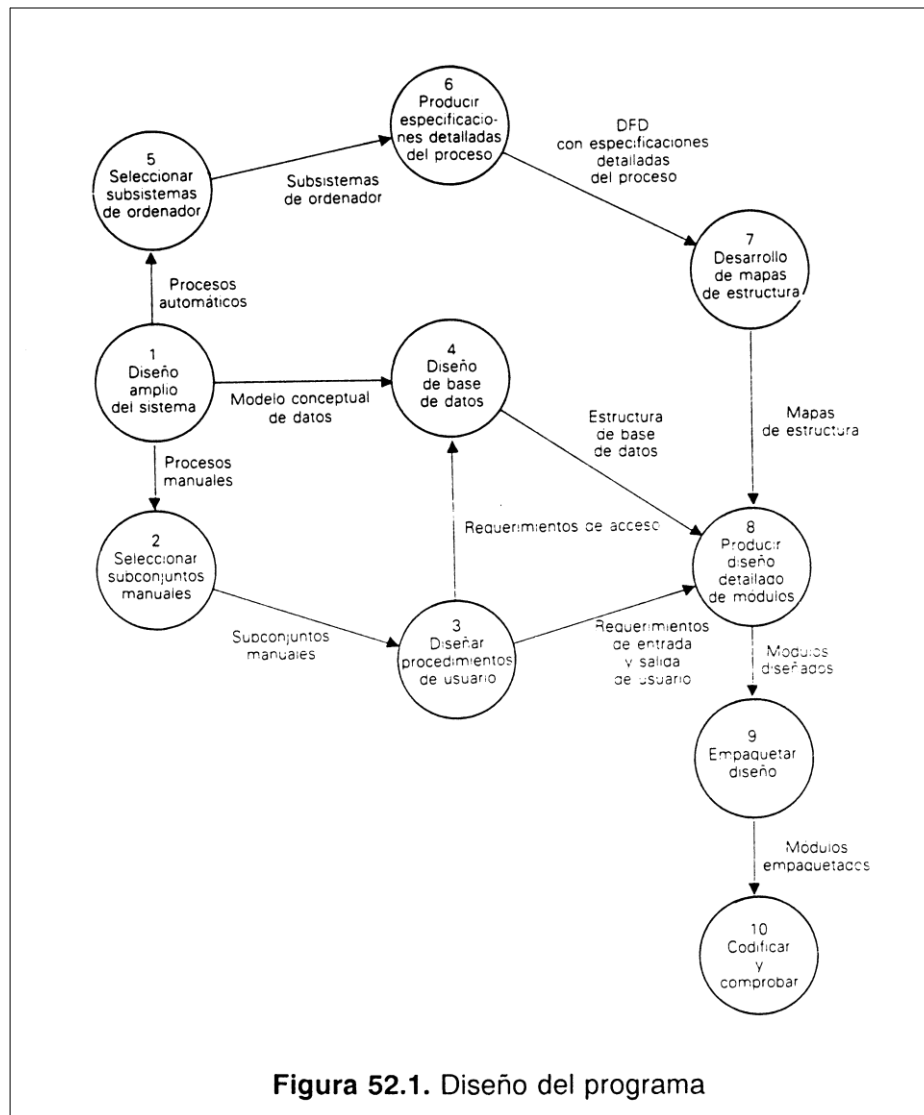 6
Producir
especificacio-
nes detalladas
del proceso
DFD
con especificaciones
detalladas
del proceso
5
Seleccionar
subsistemas
de ordenador
Subsistemas
de ordenador
7
Desarrollo
de mapas
de estructura
Procesos
automáticos
1
Diseño
amplio
del sistema
Modelo conceptual
de datos
4
Diseño
de base
de datos
Estructura
de base
de datos
Mapas
de estructura
Procesos
manuales
2
Seleccionar
subconjuntos
manuales
Requerimientos de acceso
8
Producir
diseño
detallado
de módulos
Subconjuntos
manuales
3
Diseñar
procedimientos
de usuario
Requerimientos
de entrada
y salida
de usuario
Módulos
diseñados
9
Empaquetar
diseño
Módulos
empaquetados
10
Codificar
y
comprobar
Figura 52.1. Diseño del programa